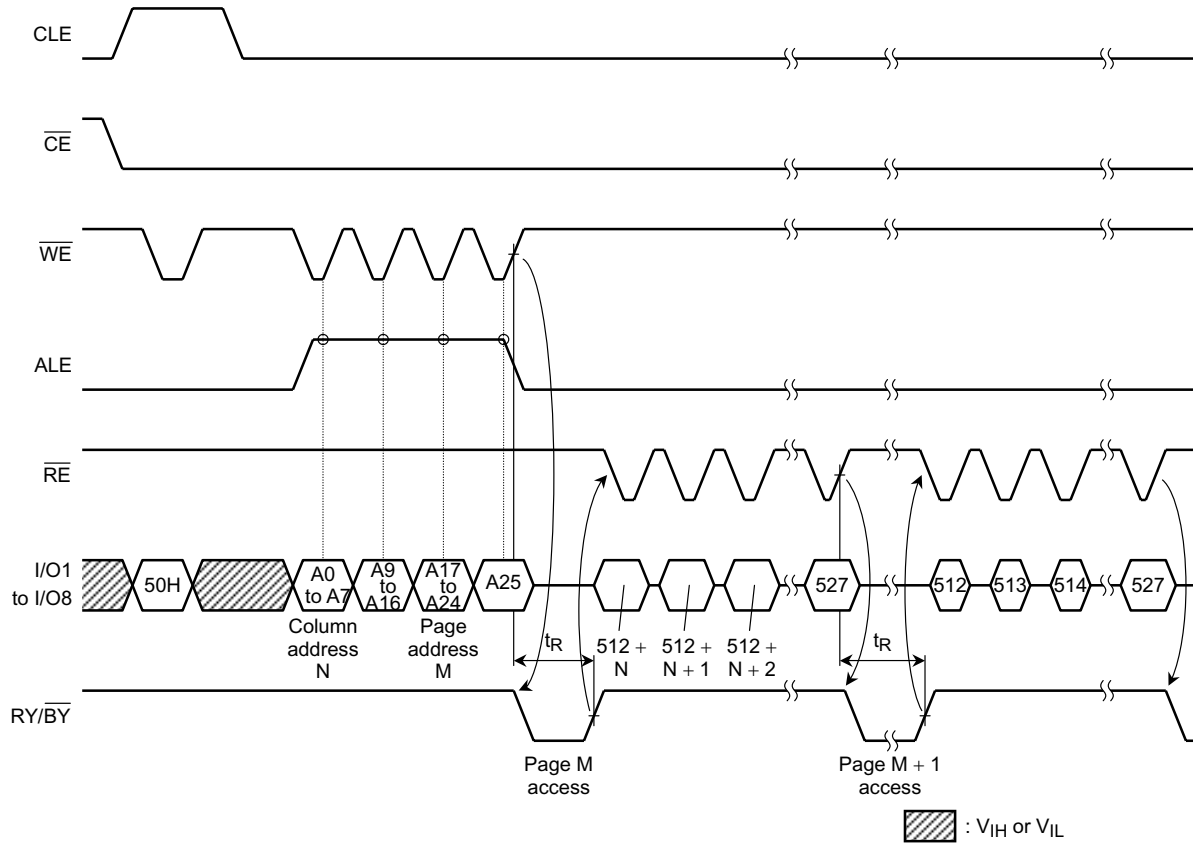 CLE
CE
WE
ALE
RE
I/O1
to I/O8
50H
A0
to A7
A9
to
A16
A17
to
A24
A25
527
512
513
514
527
Column
address
N
Page
address
M
tR
512 +
N
512 +
N + 1
512 +
N + 2
tR
RY/BY
Page M
access
Page M + 1
access
: VIH or VIL